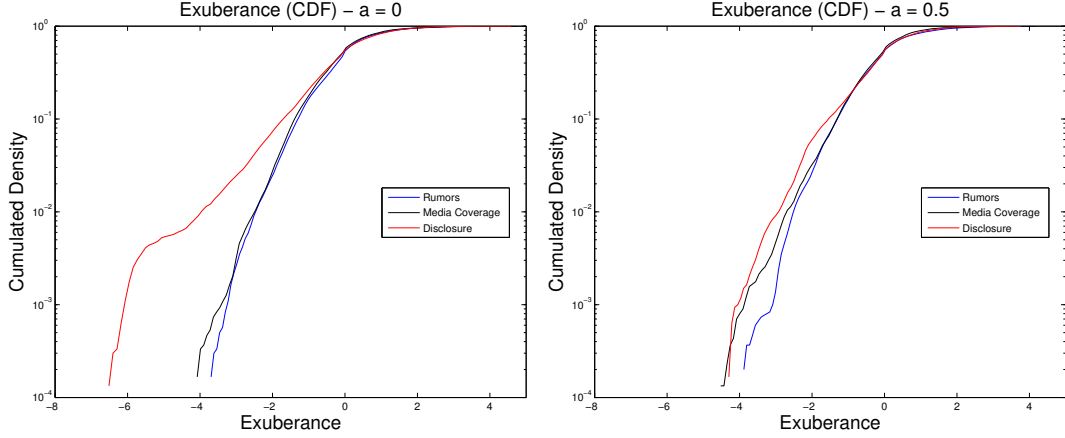 Exuberance (CDF) – a = 0
Cumulated Density
10^0
10^-1
10^-2
10^-3
10^-4
-8 -6 -4 -2 0 2 4
Exuberance
Rumors
Media Coverage
Disclosure
Exuberance (CDF) – a = 0.5
Cumulated Density
10^0
10^-1
10^-2
10^-3
10^-4
-8 -6 -4 -2 0 2 4
Exuberance
Rumors
Media Coverage
Disclosure